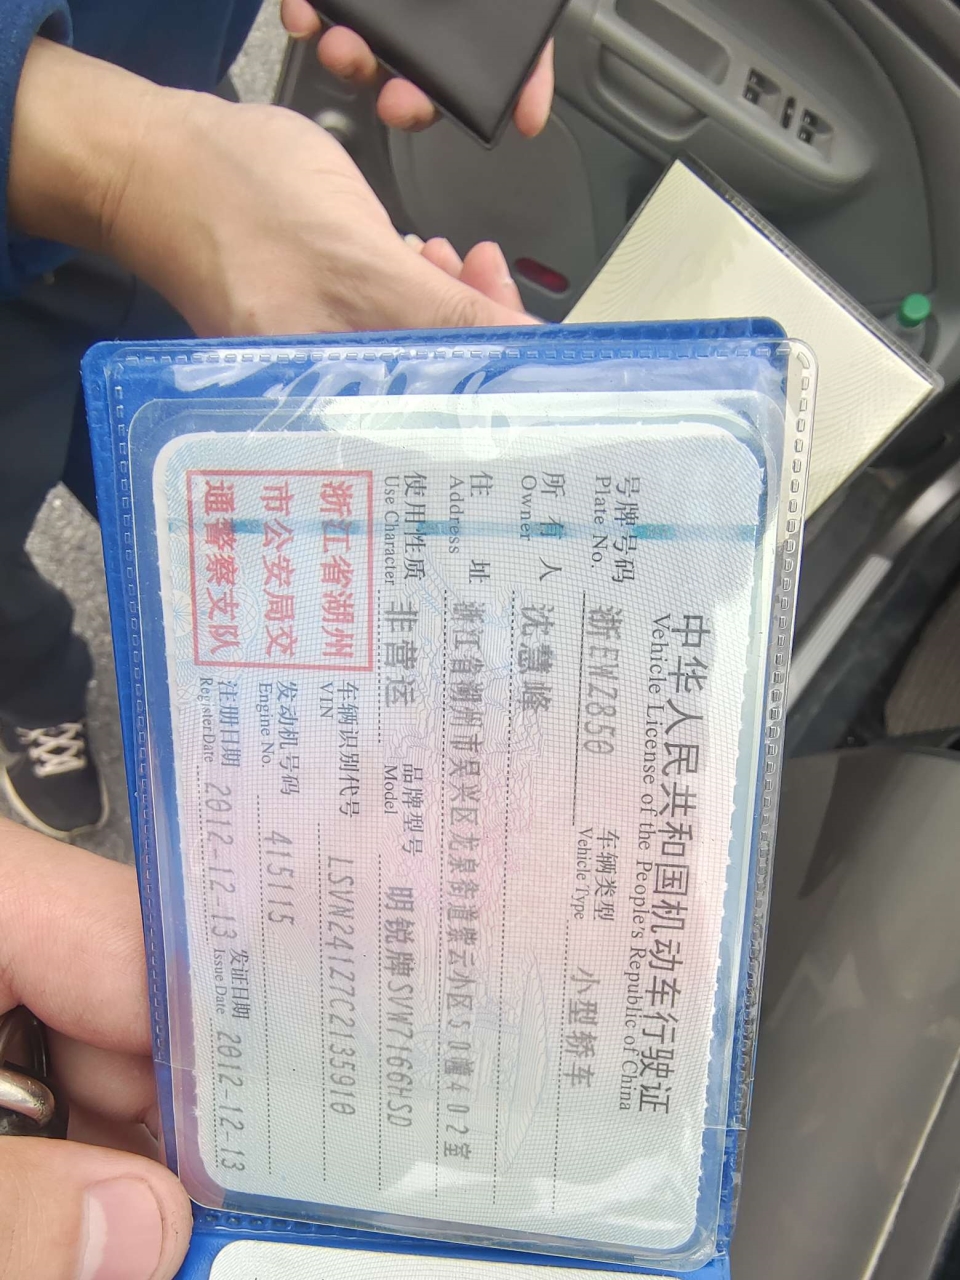 中华人民共和国机动车行驶证
Vehicle License of the People's Republic of China
号牌号码 浙EWZ850 车辆类型 小型轿车
Plate No. Vehicle Type
所有人 沈慧峰
Owner
住址 浙江省湖州市吴兴区龙泉街道紫云小区50幢402室
Address
使用性质 非营运 品牌型号 明锐牌SVW7166HSD
Use Character Model
浙江省湖州
市公安局交
通警察支队
车辆识别代号 LSVN241Z7C2135910
VIN
发动机号码 415115
Engine No.
注册日期 2012-12-13 发证日期 2012-12-13
Register Date Issue Date